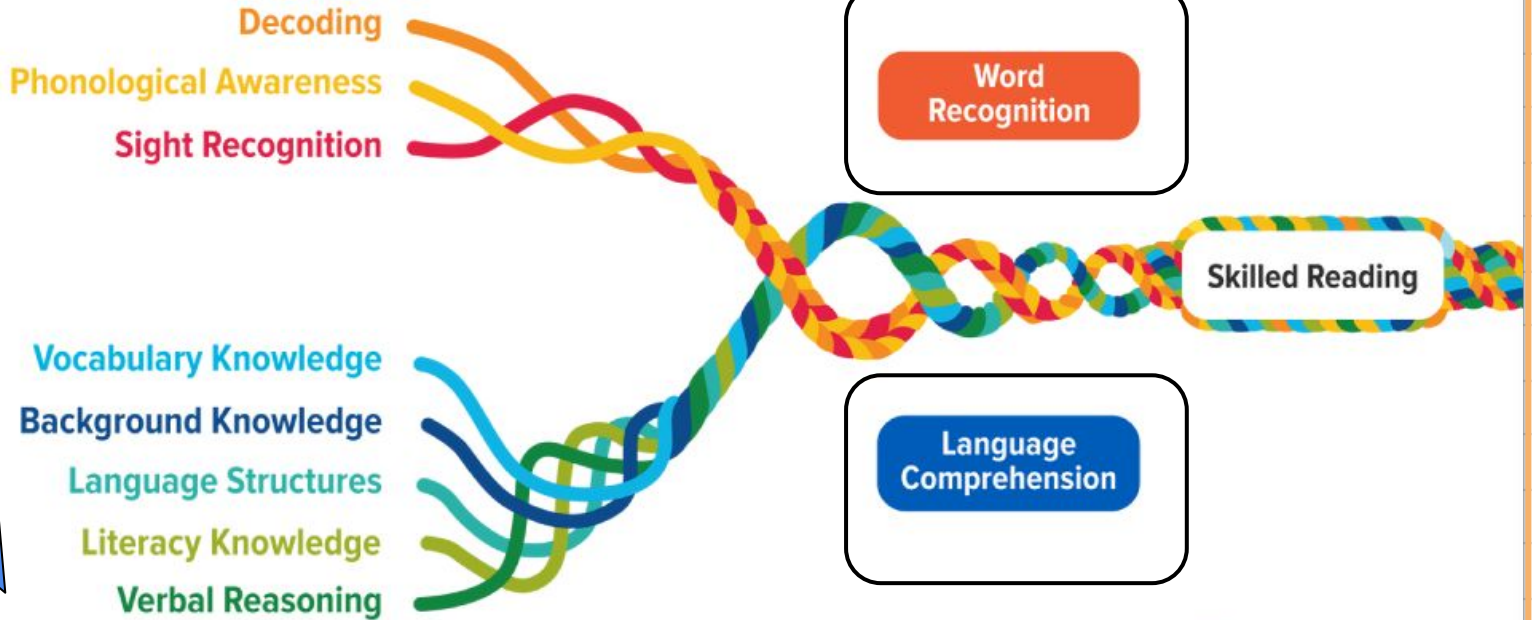 Decoding
Phonological Awareness
Sight Recognition
Word
Recognition
Skilled Reading
Vocabulary Knowledge
Background Knowledge
Language Structures
Literacy Knowledge
Verbal Reasoning
Language
Comprehension